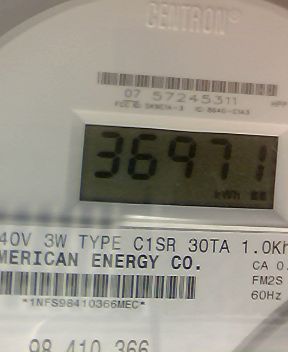 CENTRON®
07 57245311
36971
kWh
40V 3W TYPE C1SR 30TA 1.0Kh
MERICAN ENERGY CO.
CA 0.
FM2S
60Hz
*1NFS98410366MEC*
98 410 366